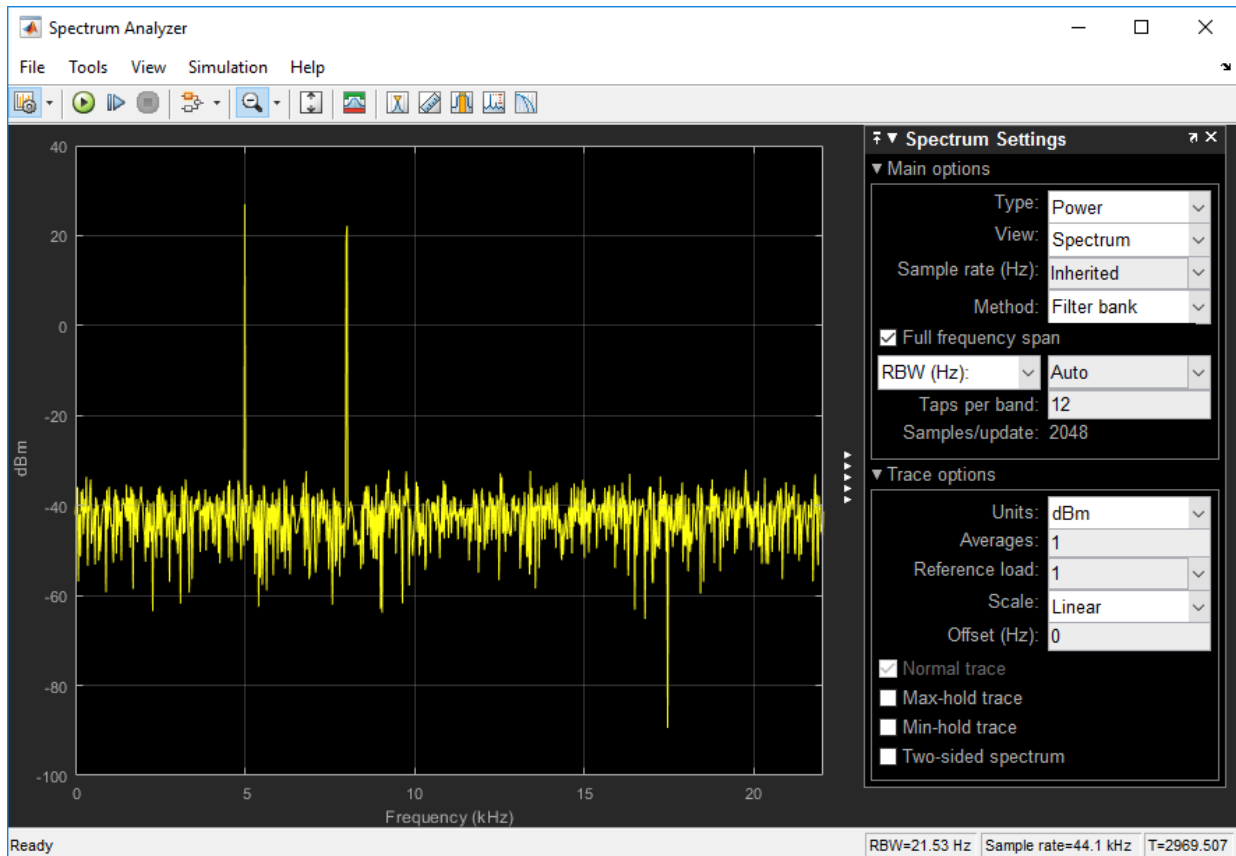 Spectrum Analyzer
File Tools View Simulation Help
40
20
0
-20
-40
-60
-80
-100
dBm
0 5 10 15 20
Frequency (kHz)
Spectrum Settings
Main options
Type: Power
View: Spectrum
Sample rate (Hz): Inherited
Method: Filter bank
Full frequency span
RBW (Hz): Auto
Taps per band: 12
Samples/update: 2048
Trace options
Units: dBm
Averages: 1
Reference load: 1
Scale: Linear
Offset (Hz): 0
Normal trace
Max-hold trace
Min-hold trace
Two-sided spectrum
Ready RBW=21.53 Hz Sample rate=44.1 kHz T=2969.507